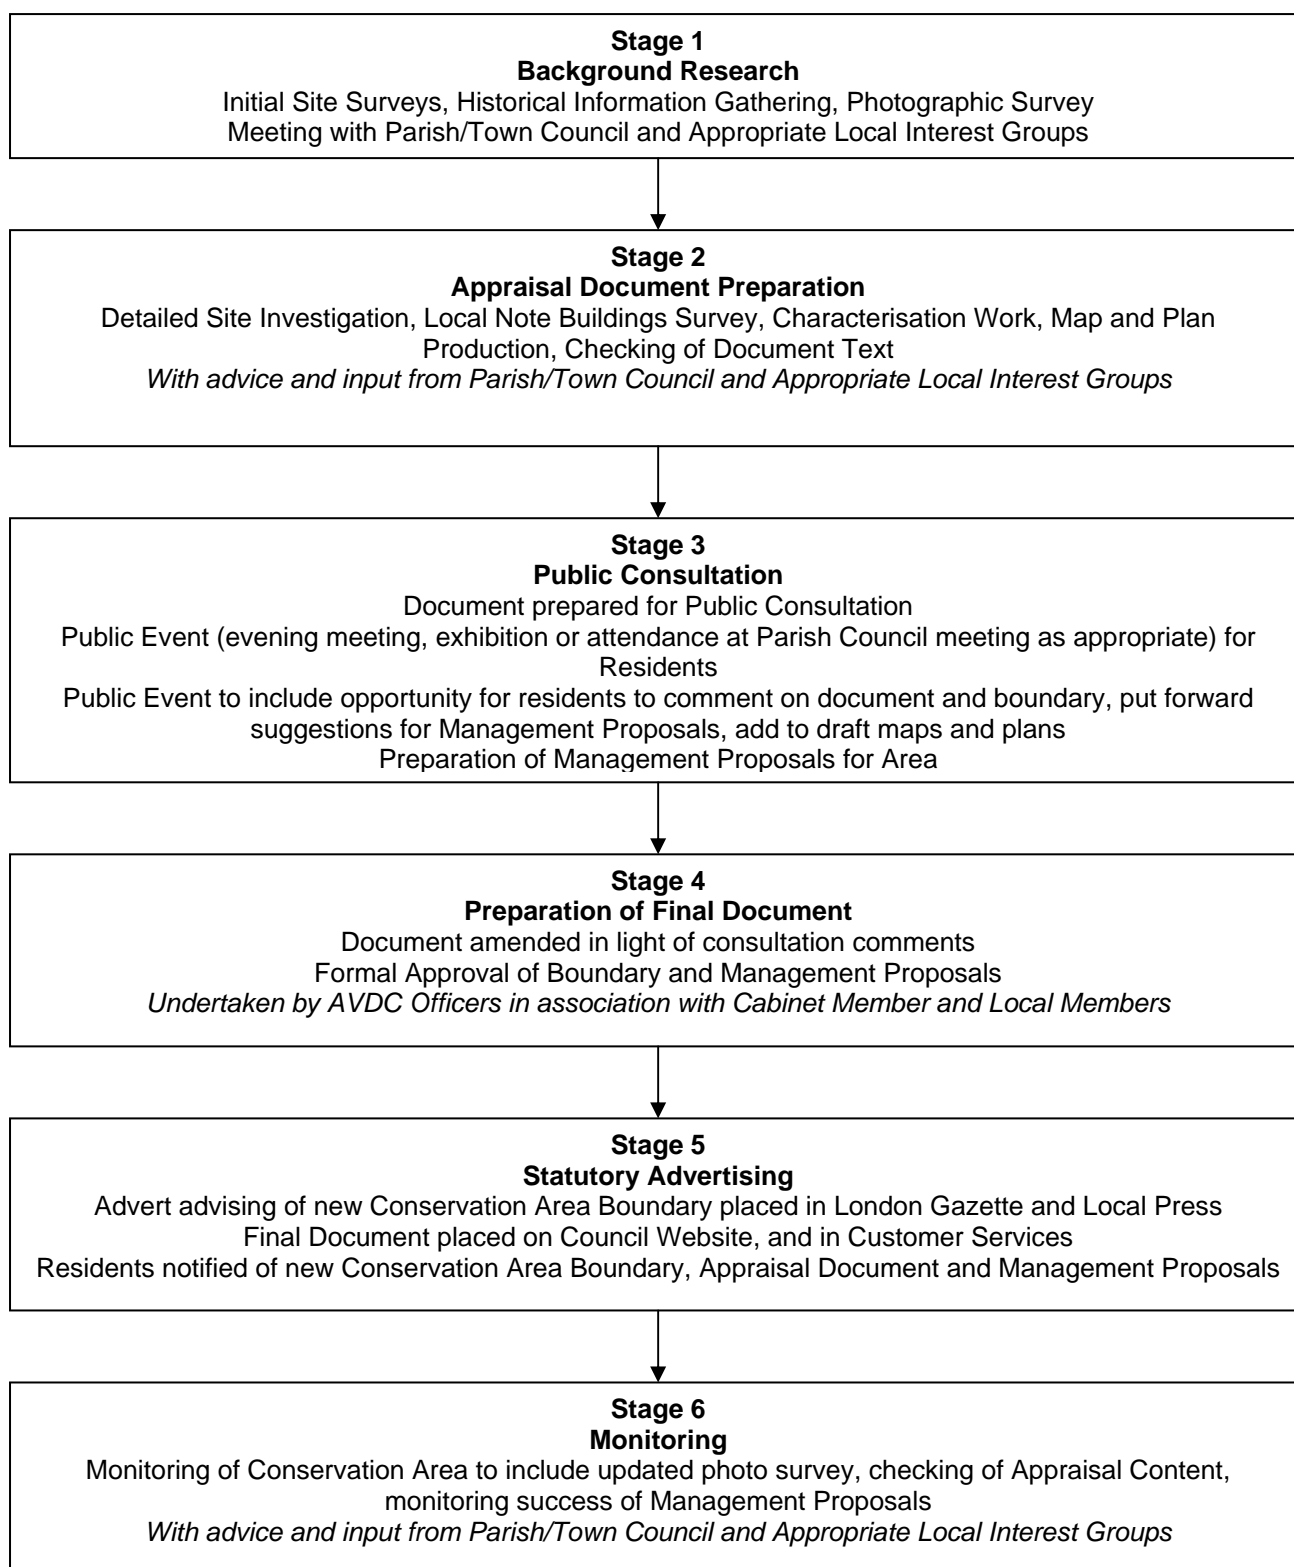 Stage 1
Background Research
Initial Site Surveys, Historical Information Gathering, Photographic Survey
Meeting with Parish/Town Council and Appropriate Local Interest Groups
Stage 2
Appraisal Document Preparation
Detailed Site Investigation, Local Note Buildings Survey, Characterisation Work, Map and Plan
Production, Checking of Document Text
With advice and input from Parish/Town Council and Appropriate Local Interest Groups
Stage 3
Public Consultation
Document prepared for Public Consultation
Public Event (evening meeting, exhibition or attendance at Parish Council meeting as appropriate) for
Residents
Public Event to include opportunity for residents to comment on document and boundary, put forward
suggestions for Management Proposals, add to draft maps and plans
Preparation of Management Proposals for Area
Stage 4
Preparation of Final Document
Document amended in light of consultation comments
Formal Approval of Boundary and Management Proposals
Undertaken by AVDC Officers in association with Cabinet Member and Local Members
Stage 5
Statutory Advertising
Advert advising of new Conservation Area Boundary placed in London Gazette and Local Press
Final Document placed on Council Website, and in Customer Services
Residents notified of new Conservation Area Boundary, Appraisal Document and Management Proposals
Stage 6
Monitoring
Monitoring of Conservation Area to include updated photo survey, checking of Appraisal Content,
monitoring success of Management Proposals
With advice and input from Parish/Town Council and Appropriate Local Interest Groups